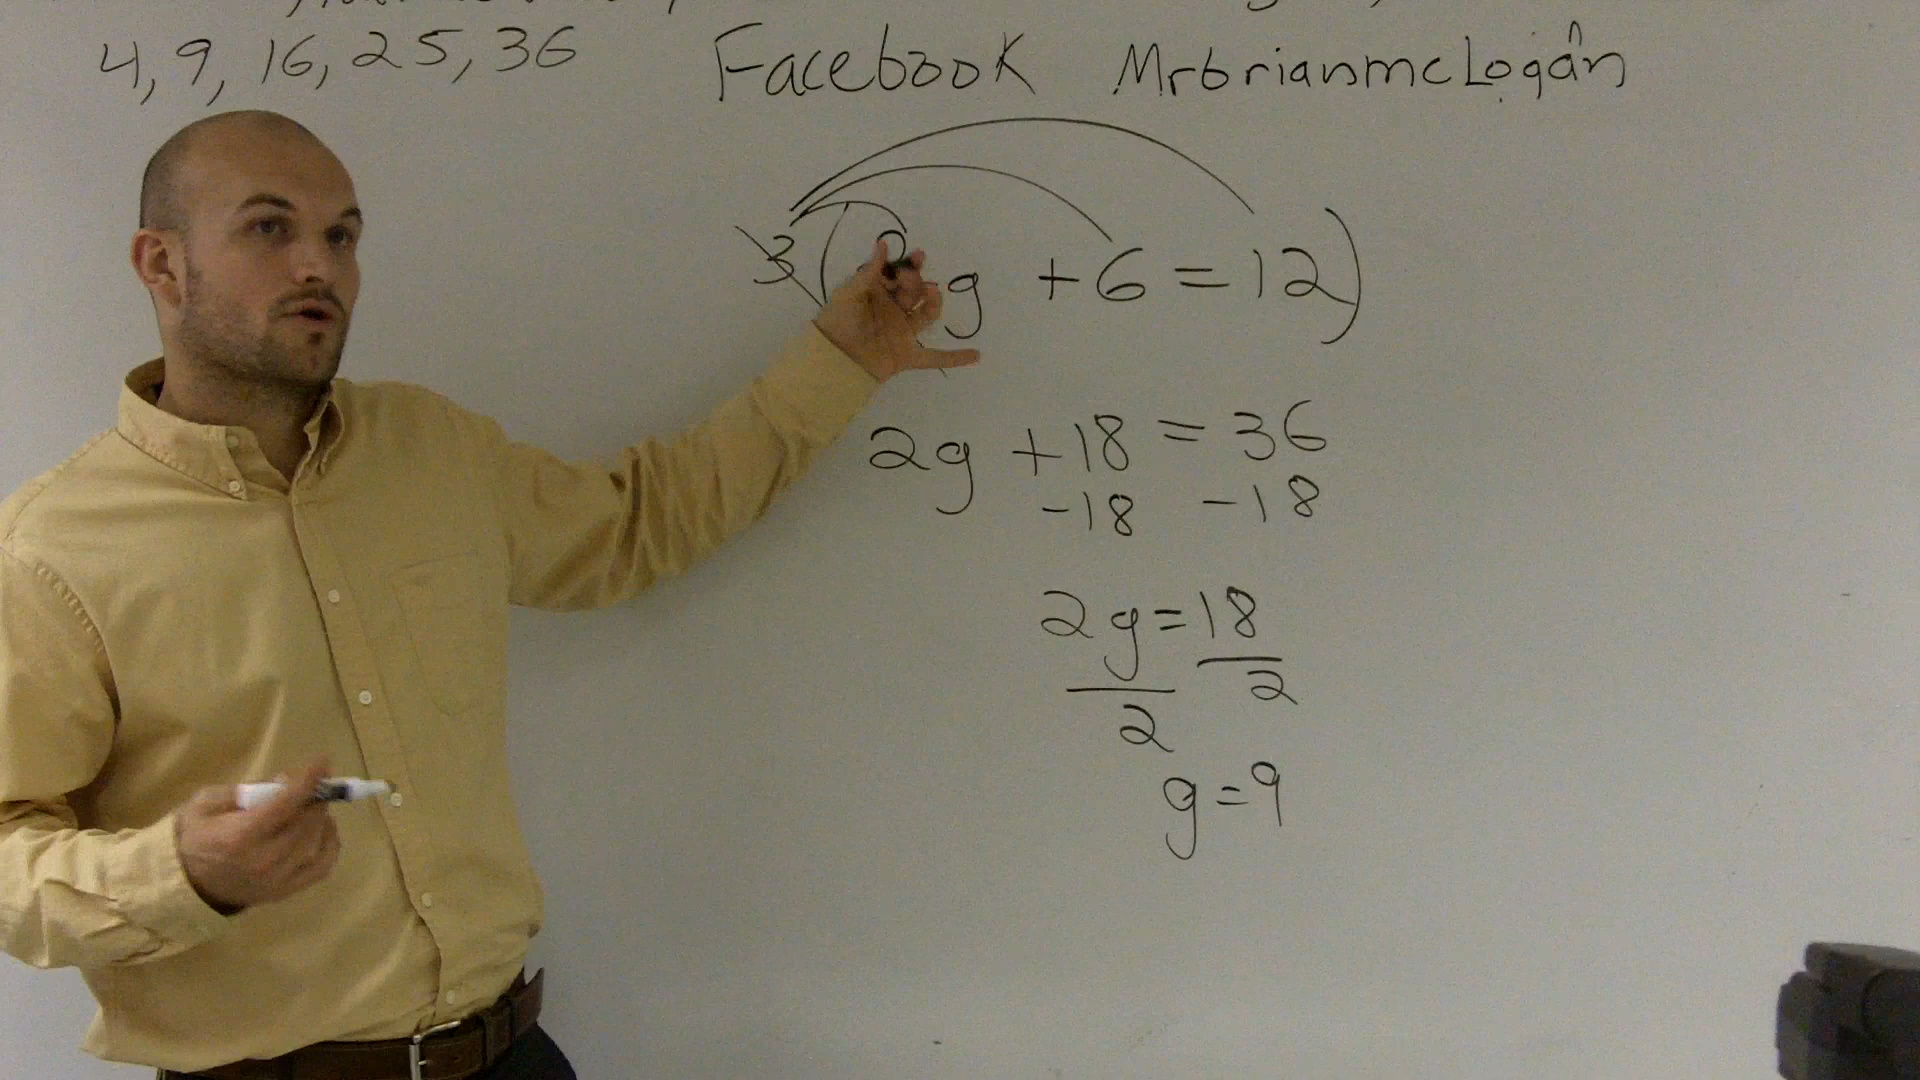 4, 9, 16, 25, 36
Facebook Mrbrianmclogan
3( 2 g + 6 = 12)
2g + 18 = 36
-18 -18
2g = 18
2 2
g = 9